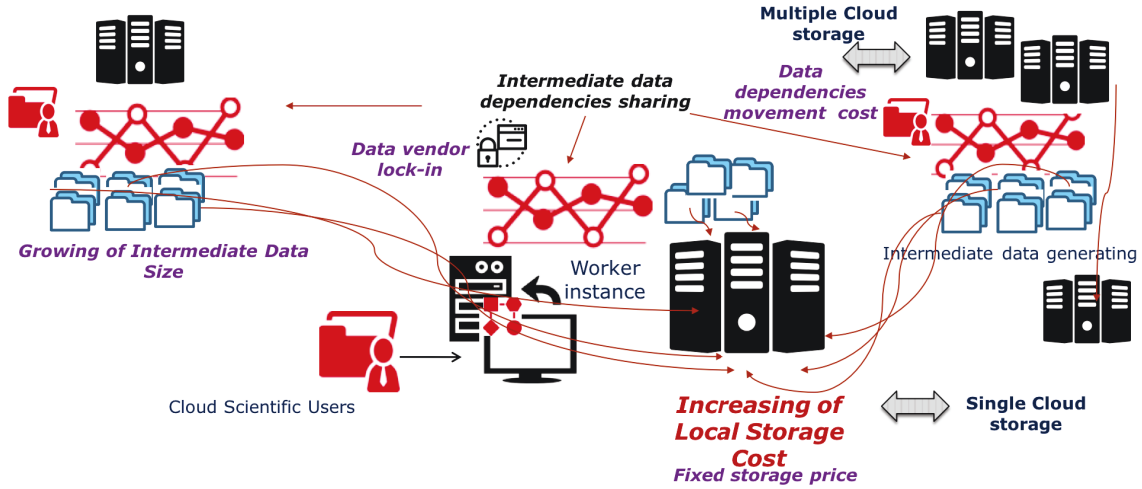 Multiple Cloud
storage
Intermediate data
dependencies sharing
Data
dependencies
movement cost
Data vendor
lock-in
Growing of Intermediate Data
Size
Worker
instance
Intermediate data generating
Cloud Scientific Users
Increasing of
Local Storage
Cost
Fixed storage price
Single Cloud
storage